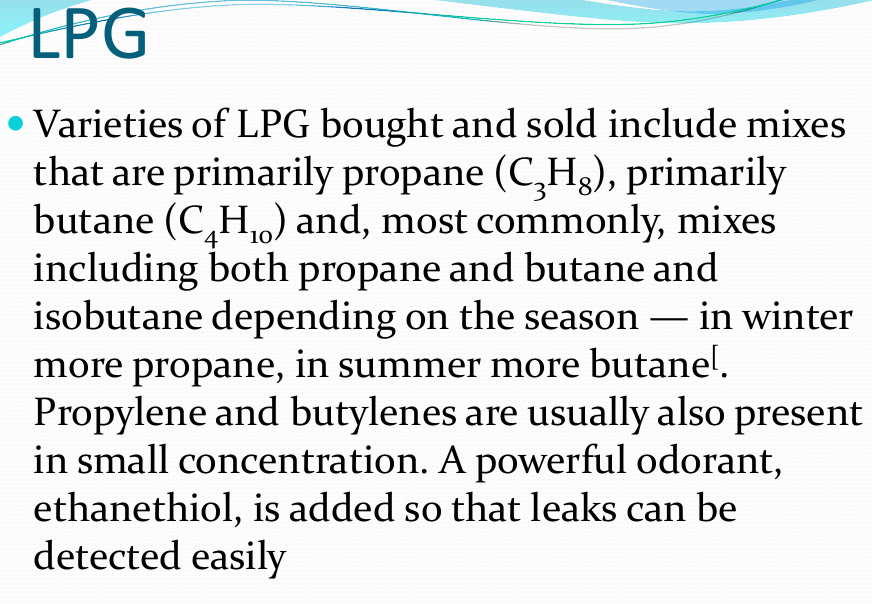 LPG
• Varieties of LPG bought and sold include mixes
that are primarily propane (C₃H₈), primarily
butane (C₄H₁₀) and, most commonly, mixes
including both propane and butane and
isobutane depending on the season — in winter
more propane, in summer more butane[.
Propylene and butylenes are usually also present
in small concentration. A powerful odorant,
ethanethiol, is added so that leaks can be
detected easily